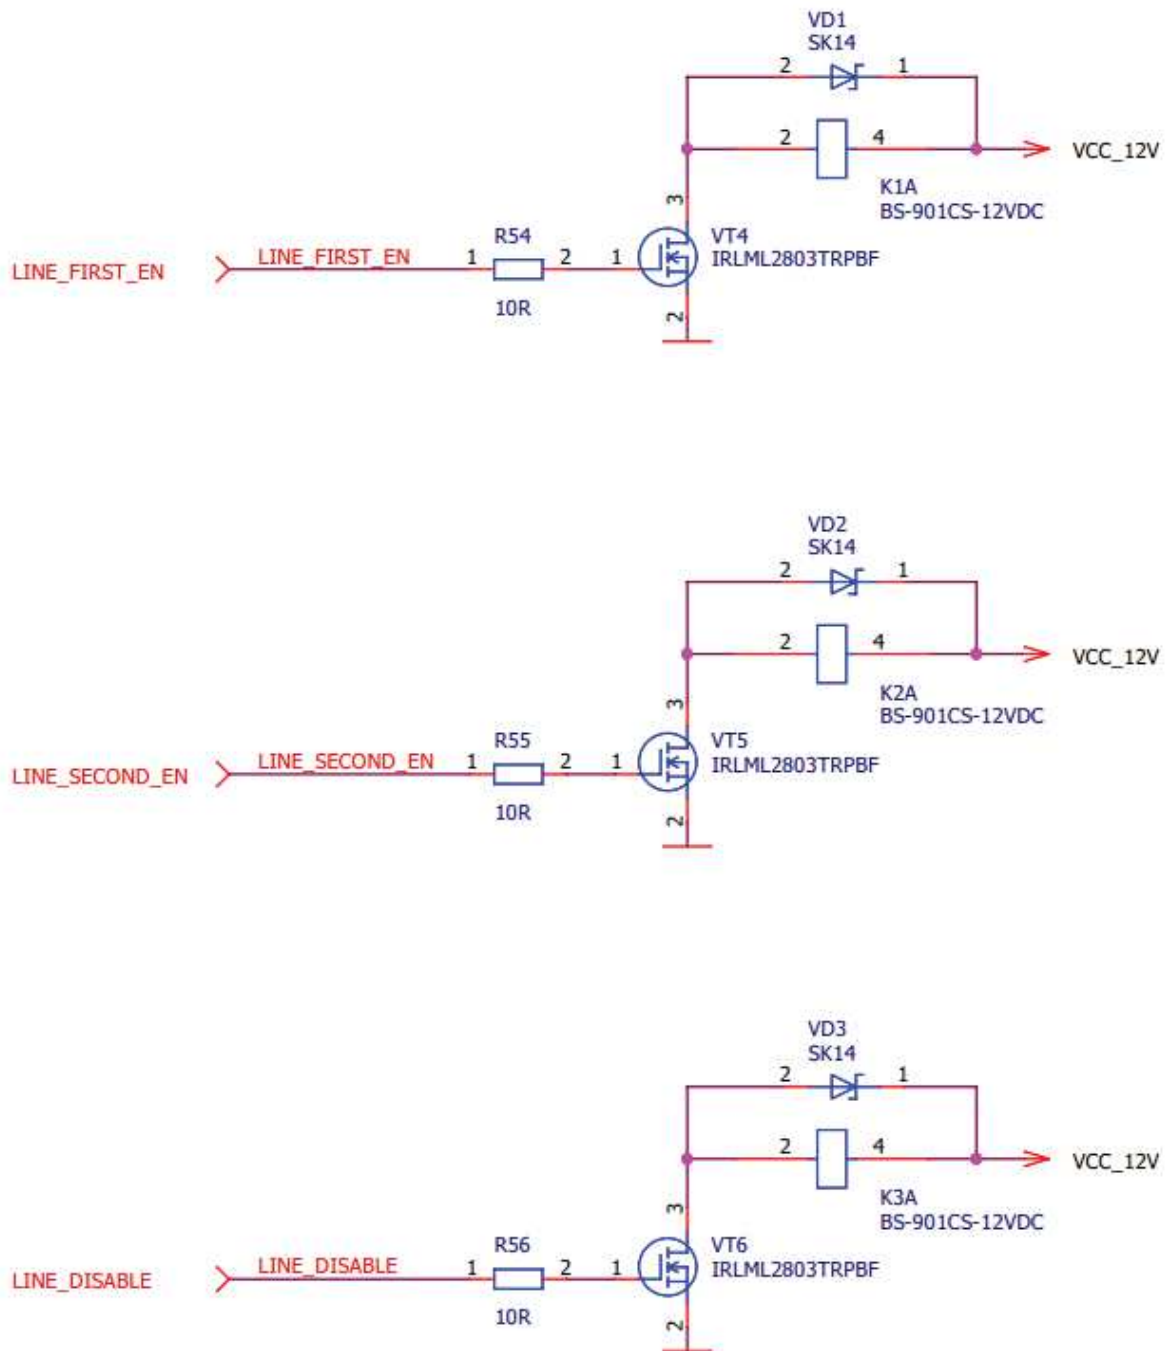 VD1
SK14
2 1
2 4
VCC_12V
K1A
BS-901CS-12VDC
3
R54
VT4
IRLML2803TRPBF
LINE_FIRST_EN
LINE_FIRST_EN
1 2 1
10R
2
VD2
SK14
2 1
2 4
VCC_12V
K2A
BS-901CS-12VDC
3
R55
VT5
IRLML2803TRPBF
LINE_SECOND_EN
LINE_SECOND_EN
1 2 1
10R
2
VD3
SK14
2 1
2 4
VCC_12V
K3A
BS-901CS-12VDC
3
R56
VT6
IRLML2803TRPBF
LINE_DISABLE
LINE_DISABLE
1 2 1
10R
2